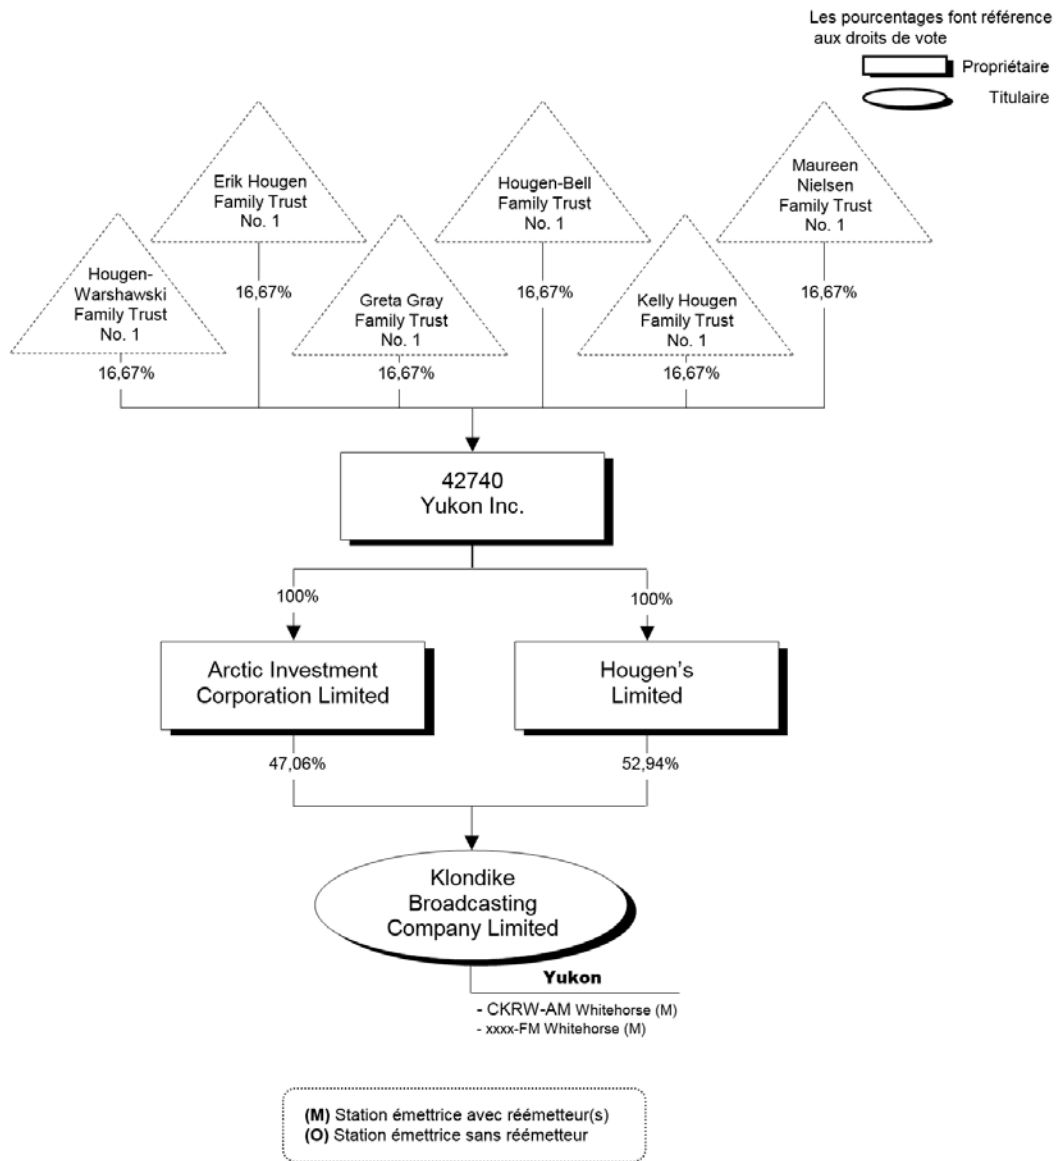 Les pourcentages font référence
aux droits de vote
Propriétaire
Titulaire
Erik Hougen
Family Trust
No. 1
Hougen-Bell
Family Trust
No. 1
Maureen
Nielsen
Family Trust
No. 1
Hougen-
Warshawski
Family Trust
No. 1
Greta Gray
Family Trust
No. 1
Kelly Hougen
Family Trust
No. 1
16,67%
16,67%
16,67%
16,67%
16,67%
16,67%
42740
Yukon Inc.
100%
100%
Arctic Investment
Corporation Limited
Hougen's
Limited
47,06%
52,94%
Klondike
Broadcasting
Company Limited
Yukon
- CKRW-AM Whitehorse (M)
- xxxx-FM Whitehorse (M)
(M) Station émettrice avec réémetteur(s)
(O) Station émettrice sans réémetteur